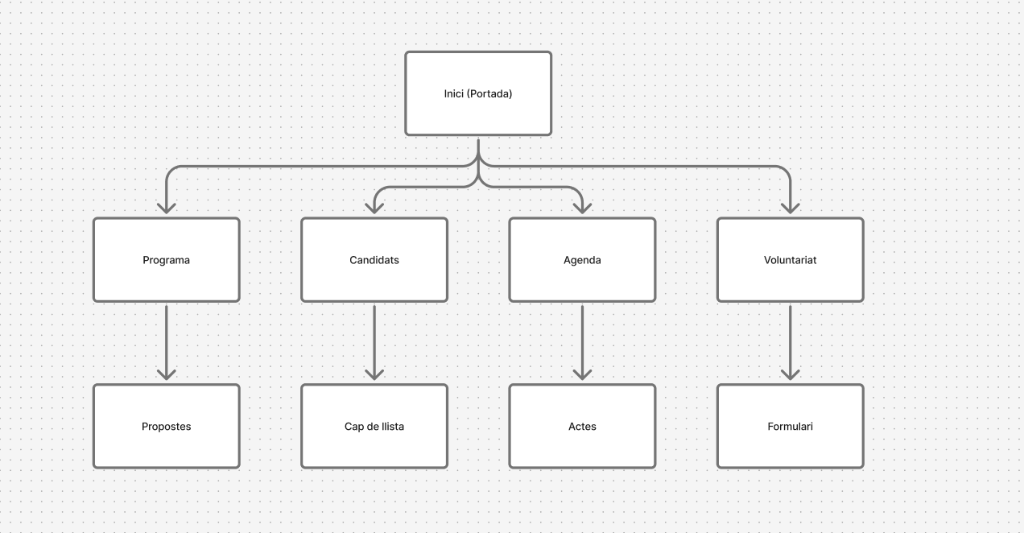 Inici (Portada)
Programa
Candidats
Agenda
Voluntariat
Propostes
Cap de llista
Actes
Formulari